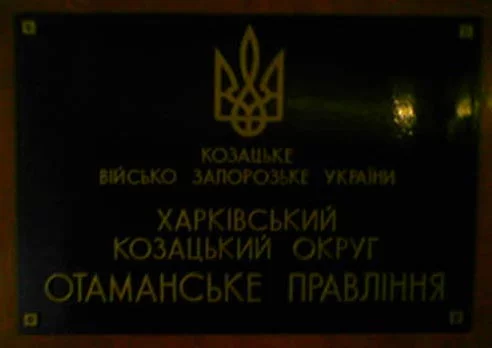 КОЗАЦЬКЕ
ВІЙСЬКО ЗАПОРОЗЬКЕ УКРАЇНИ
ХАРКІВСЬКИЙ
КОЗАЦЬКИЙ ОКРУГ
ОТАМАНСЬКЕ ПРАВЛІННЯ